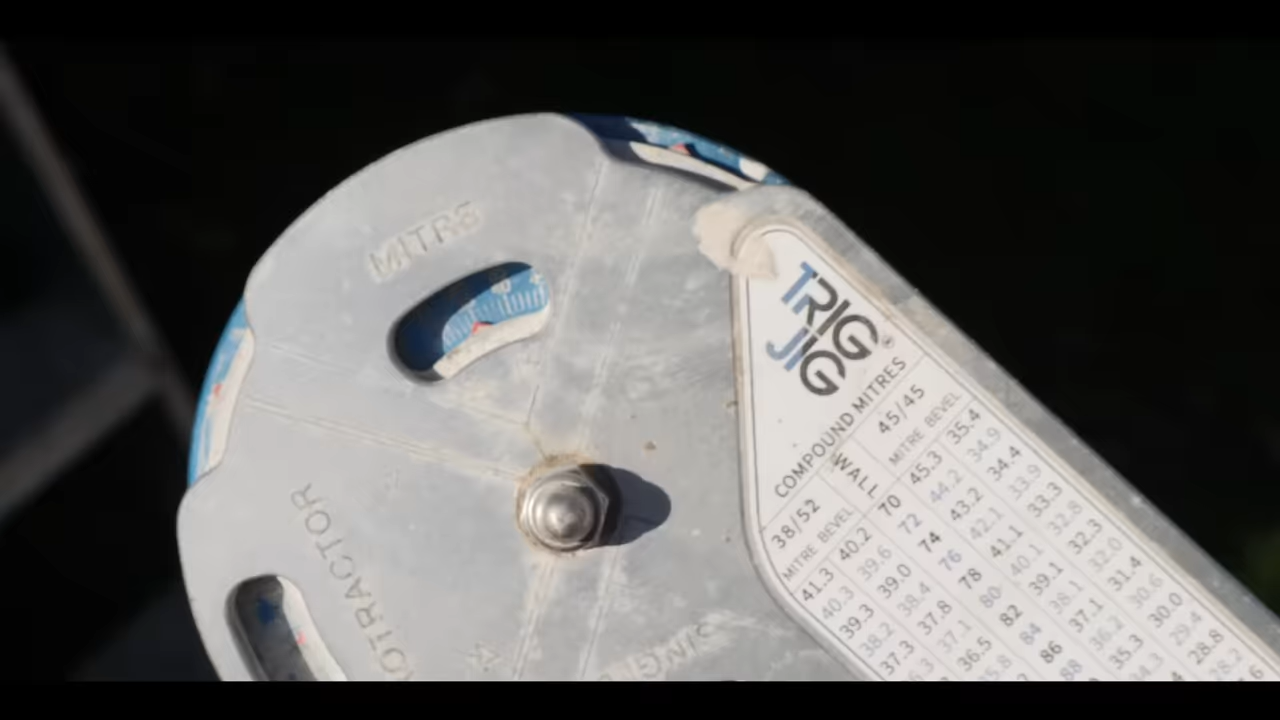 MITRE
TRIG
JIG®
COMPOUND MITRES
38/52 WALL 45/45
MITRE BEVEL MITRE BEVEL
41.3 40.2 70 45.3 35.4
40.3 39.6 72 44.2 34.9
39.3 39.0 74 43.2 34.4
38.2 38.4 76 42.1 33.9
37.3 37.8 78 41.1 33.3
37.1 80 40.1 32.8
36.5 82 39.1 32.3
84 38.1 32.0
86 37.1 31.4
88 36.2 30.6
35.3 30.0
34.3 29.4
28.8
28.2